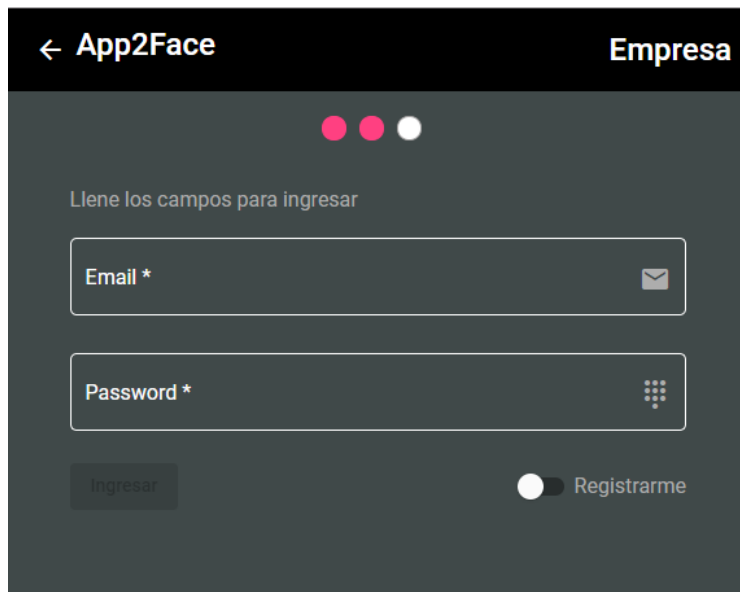 App2Face
Empresa
Llene los campos para ingresar
Email *
Password *
Ingresar
Registrarme